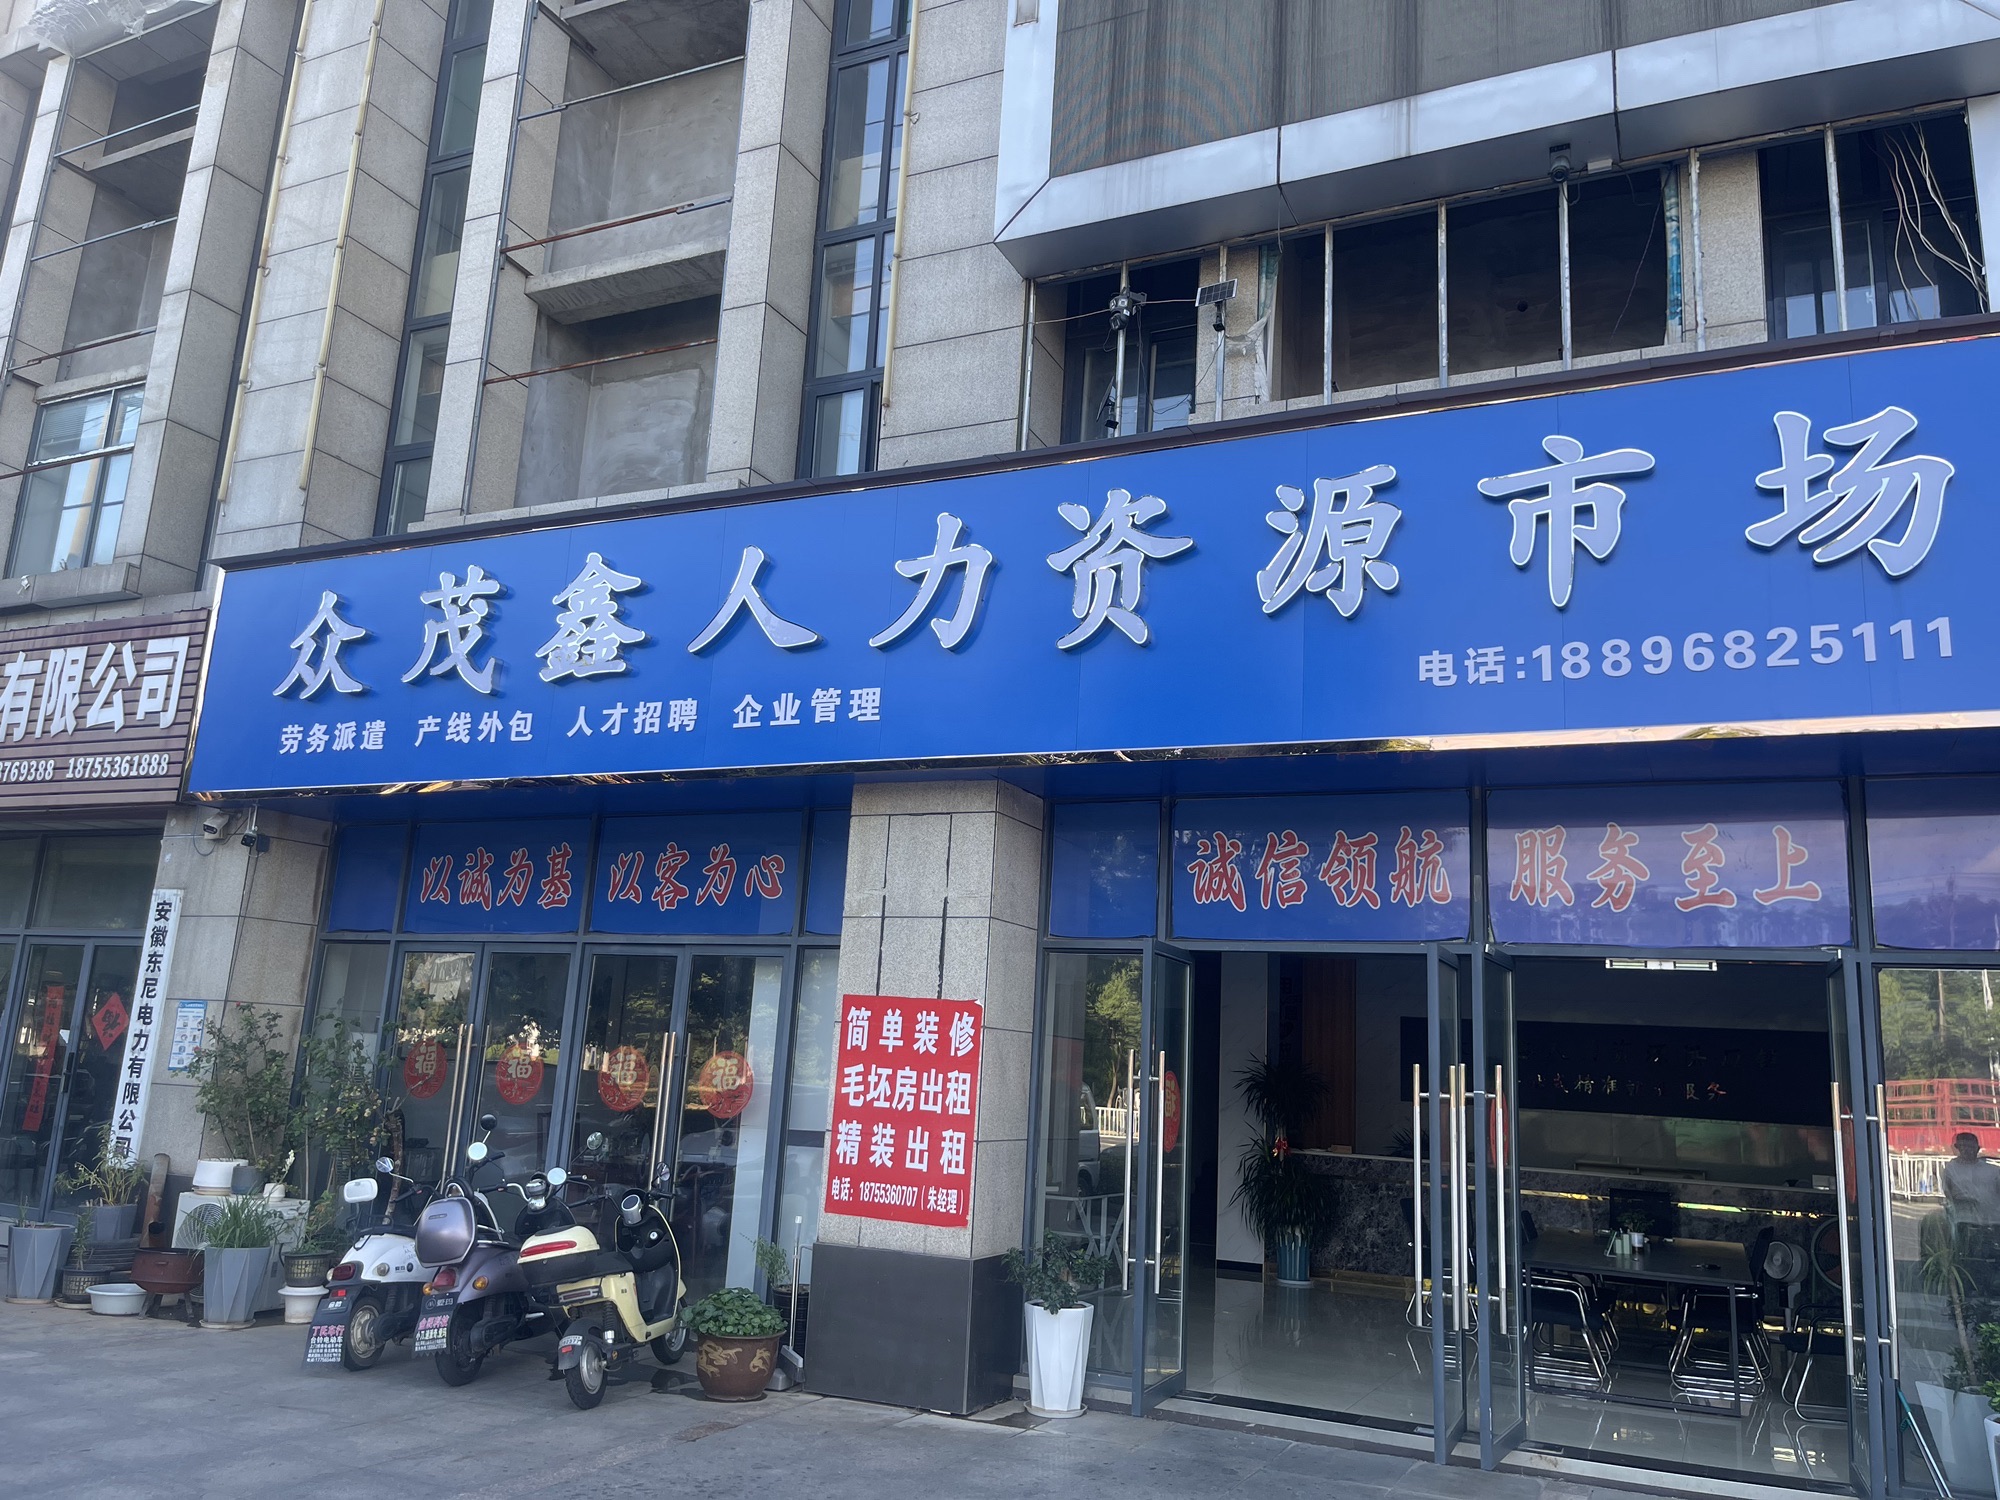 众茂鑫人力资源市场
劳务派遣 产线外包 人才招聘 企业管理
电话:18896825111
有限公司
8769388 18755361888
以诚为基 以客为心
诚信领航 服务至上
安徽东尼电力有限公司
简单装修
毛坯房出租
精装出租
电话：18755360707（朱经理）
福
福
福
福